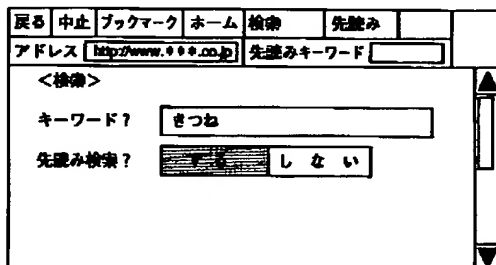 戻る 中止 ブックマーク ホーム 検索 先読み
アドレス http://www.***.co.jp 先読みキーワード
<検索>
キーワード? きつね
先読み検索? する しない